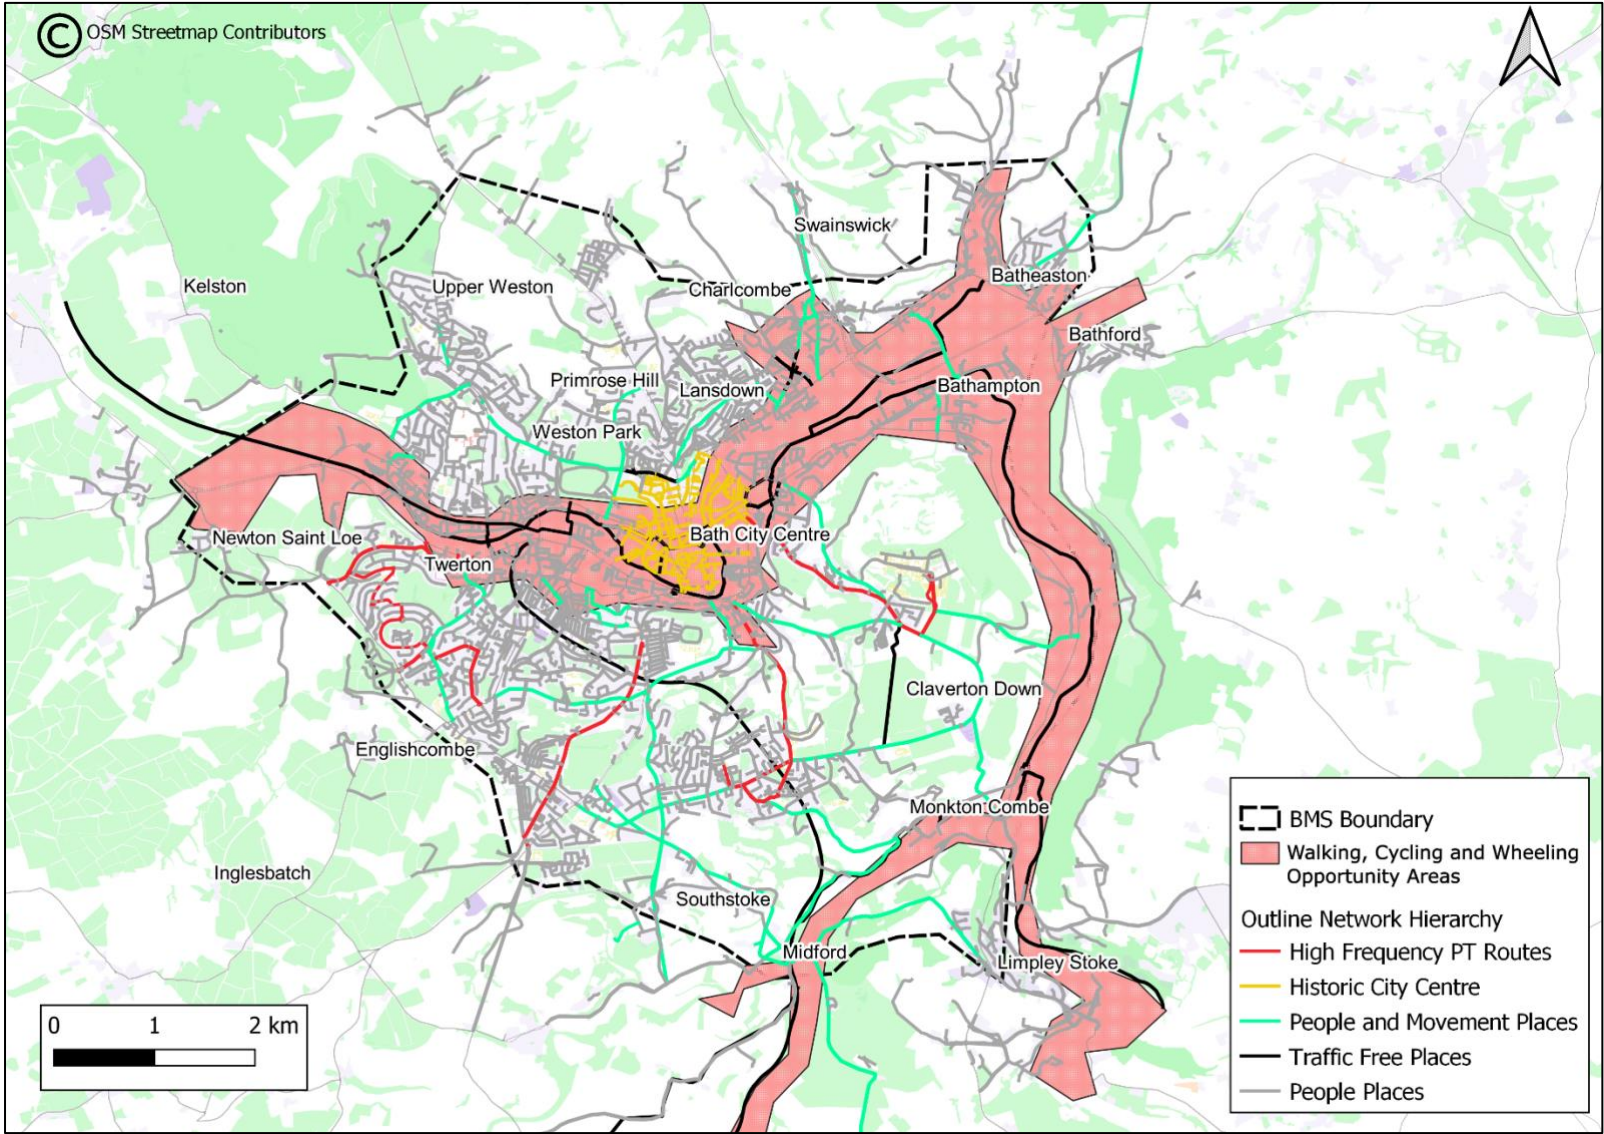 © OSM Streetmap Contributors
Swainswick
Batheaston
Kelston
Upper Weston
Charlcombe
Bathford
Primrose Hill
Lansdown
Bathampton
Weston Park
Newton Saint Loe
Bath City Centre
Twerton
Claverton Down
Englishcombe
Monkton Combe
Inglesbatch
Southstoke
Midford
Limpley Stoke
BMS Boundary
Walking, Cycling and Wheeling
Opportunity Areas
Outline Network Hierarchy
High Frequency PT Routes
Historic City Centre
People and Movement Places
Traffic Free Places
People Places
0 1 2 km